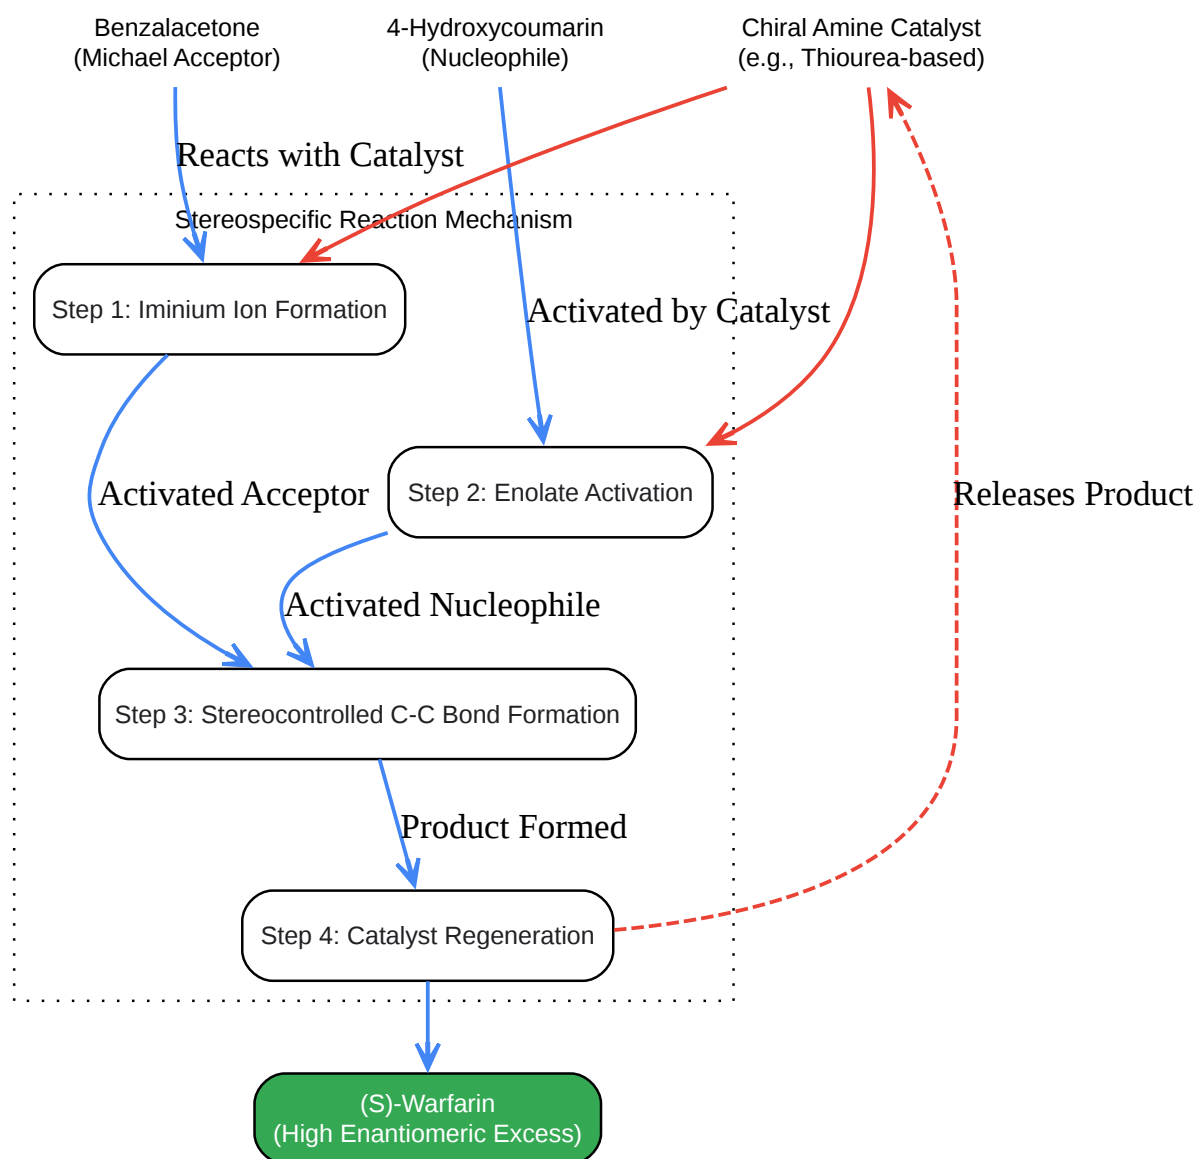 Benzalacetone
(Michael Acceptor)
4-Hydroxycoumarin
(Nucleophile)
Chiral Amine Catalyst
(e.g., Thiourea-based)
Reacts with Catalyst
Stereospecific Reaction Mechanism
Step 1: Iminium Ion Formation
Activated by Catalyst
Activated Acceptor
Step 2: Enolate Activation
Releases Product
Activated Nucleophile
Step 3: Stereocontrolled C-C Bond Formation
Product Formed
Step 4: Catalyst Regeneration
(S)-Warfarin
(High Enantiomeric Excess)